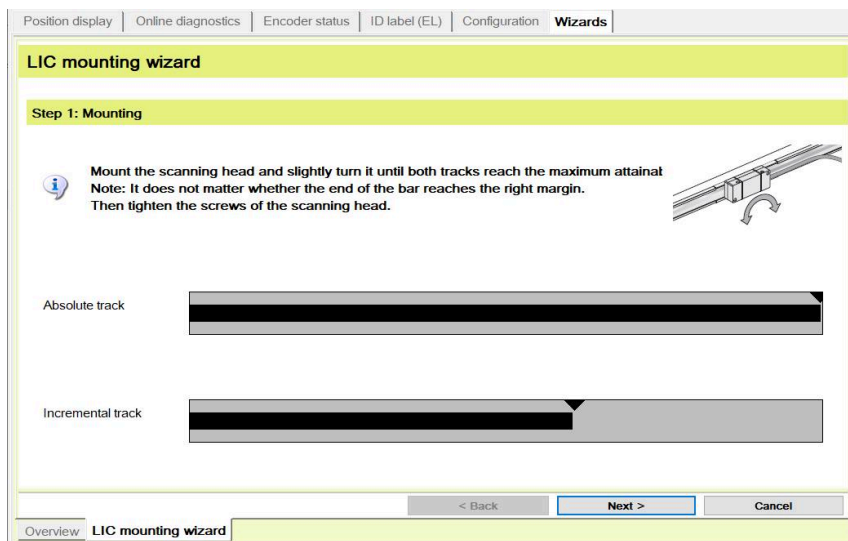 Position display Online diagnostics Encoder status ID label (EL) Configuration Wizards
LIC mounting wizard
Step 1: Mounting
Mount the scanning head and slightly turn it until both tracks reach the maximum
Note: It does not matter whether the end of the bar reaches the right margin.
Then tighten the screws of the scanning head.
Absolute track
Incremental track
< Back Next > Cancel
Overview LIC mounting wizard